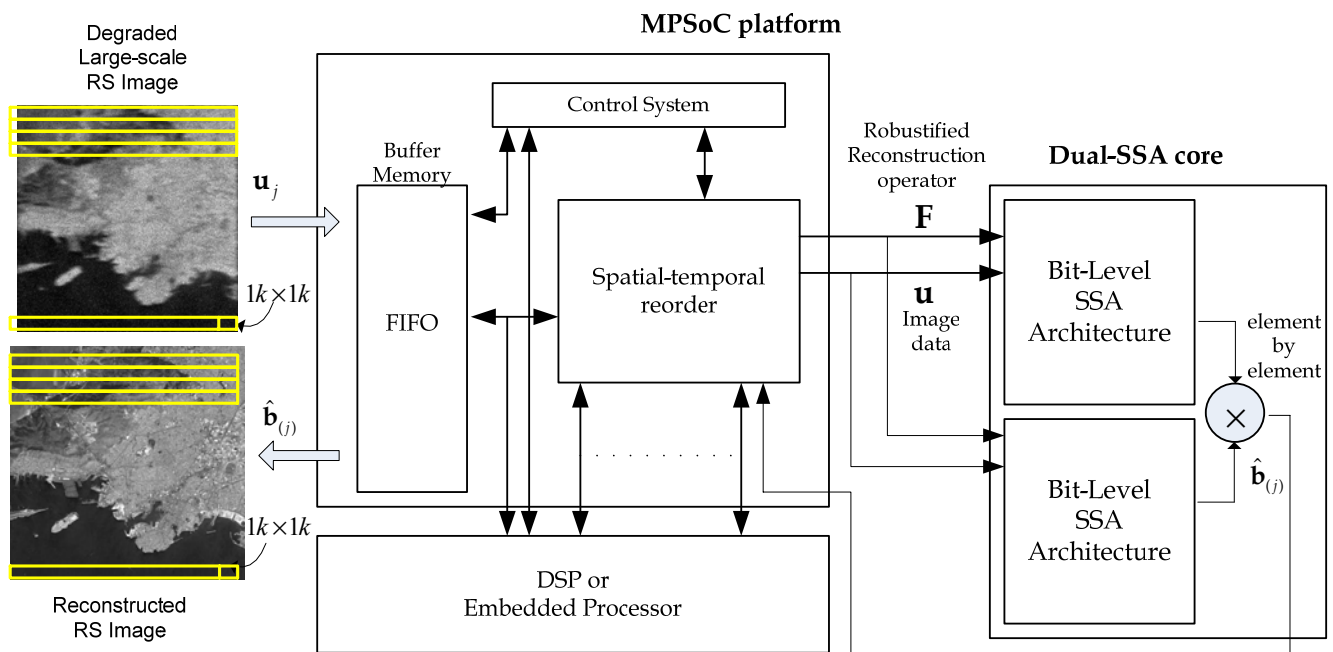 MPSoC platform
Degraded
Large-scale
RS Image
Control System
Buffer
Memory
Robustified
Reconstruction
operator
Dual-SSA core
u_j
F
Spatial-temporal
reorder
Bit-Level
SSA
Architecture
1k×1k
FIFO
u
Image
data
element
by
element
×
b̂_(j)
b̂_(j)
Bit-Level
SSA
Architecture
1k×1k
DSP or
Embedded Processor
Reconstructed
RS Image